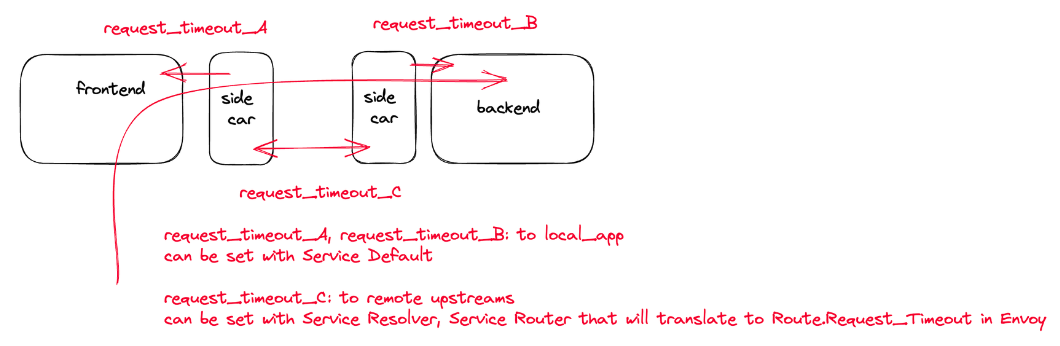 request_timeout_A
request_timeout_B
frontend
side
car
side
car
backend
request_timeout_C
request_timeout_A, request_timeout_B: to local_app
can be set with Service Default
request_timeout_C: to remote upstreams
can be set with Service Resolver, Service Router that will translate to Route.Request_Timeout in Envoy